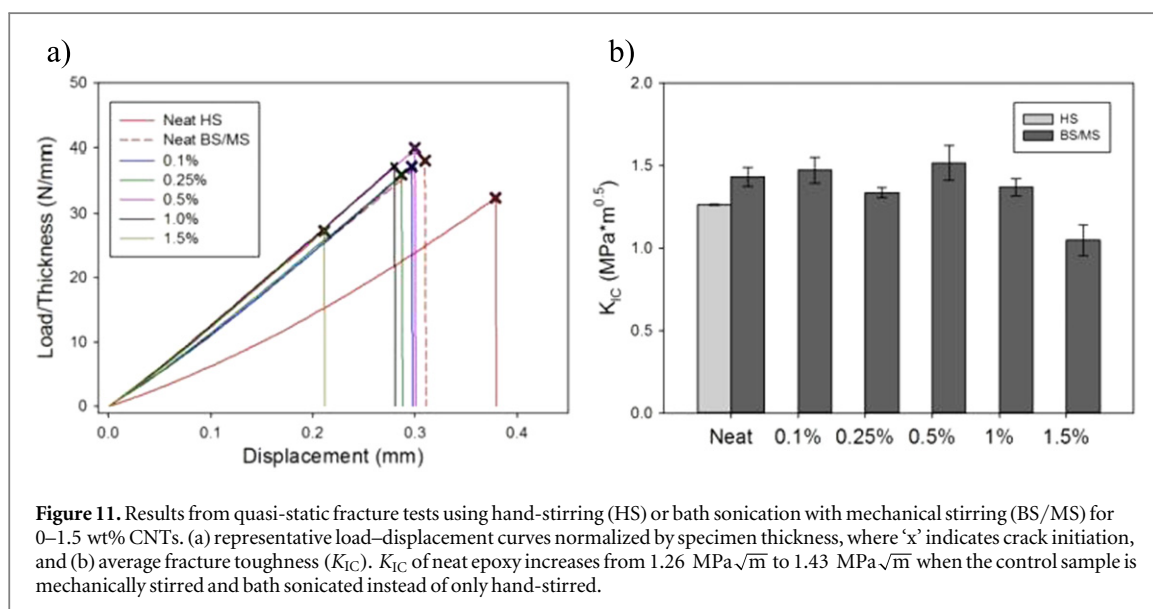 a)
50
40
30
20
10
0
Load/Thickness (N/mm)
Neat HS
Neat BS/MS
0.1%
0.25%
0.5%
1.0%
1.5%
0.0 0.1 0.2 0.3 0.4
Displacement (mm)
b)
2.0
1.5
1.0
0.5
0.0
K_IC (MPa*m^0.5)
HS
BS/MS
Neat 0.1% 0.25% 0.5% 1% 1.5%
Figure 11. Results from quasi-static fracture tests using hand-stirring (HS) or bath sonication with mechanical stirring (BS/MS) for
0–1.5 wt% CNTs. (a) representative load–displacement curves normalized by specimen thickness, where ‘x’ indicates crack initiation,
and (b) average fracture toughness (K_IC). K_IC of neat epoxy increases from 1.26 MPa√m to 1.43 MPa√m when the control sample is
mechanically stirred and bath sonicated instead of only hand-stirred.